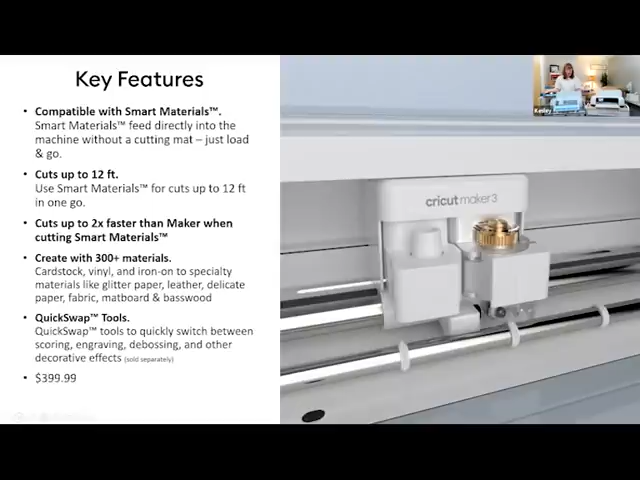 Key Features
• Compatible with Smart Materials™.
Smart Materials™ feed directly into the
machine without a cutting mat – just load
& go.
• Cuts up to 12 ft.
Use Smart Materials™ for cuts up to 12 ft
in one go.
• Cuts up to 2x faster than Maker when
cutting Smart Materials™
• Create with 300+ materials.
Cardstock, vinyl, and iron-on to specialty
materials like glitter paper, leather, delicate
paper, fabric, matboard & basswood
• QuickSwap™ Tools.
QuickSwap™ tools to quickly switch between
scoring, engraving, debossing, and other
decorative effects (sold separately)
• $399.99
cricut maker 3